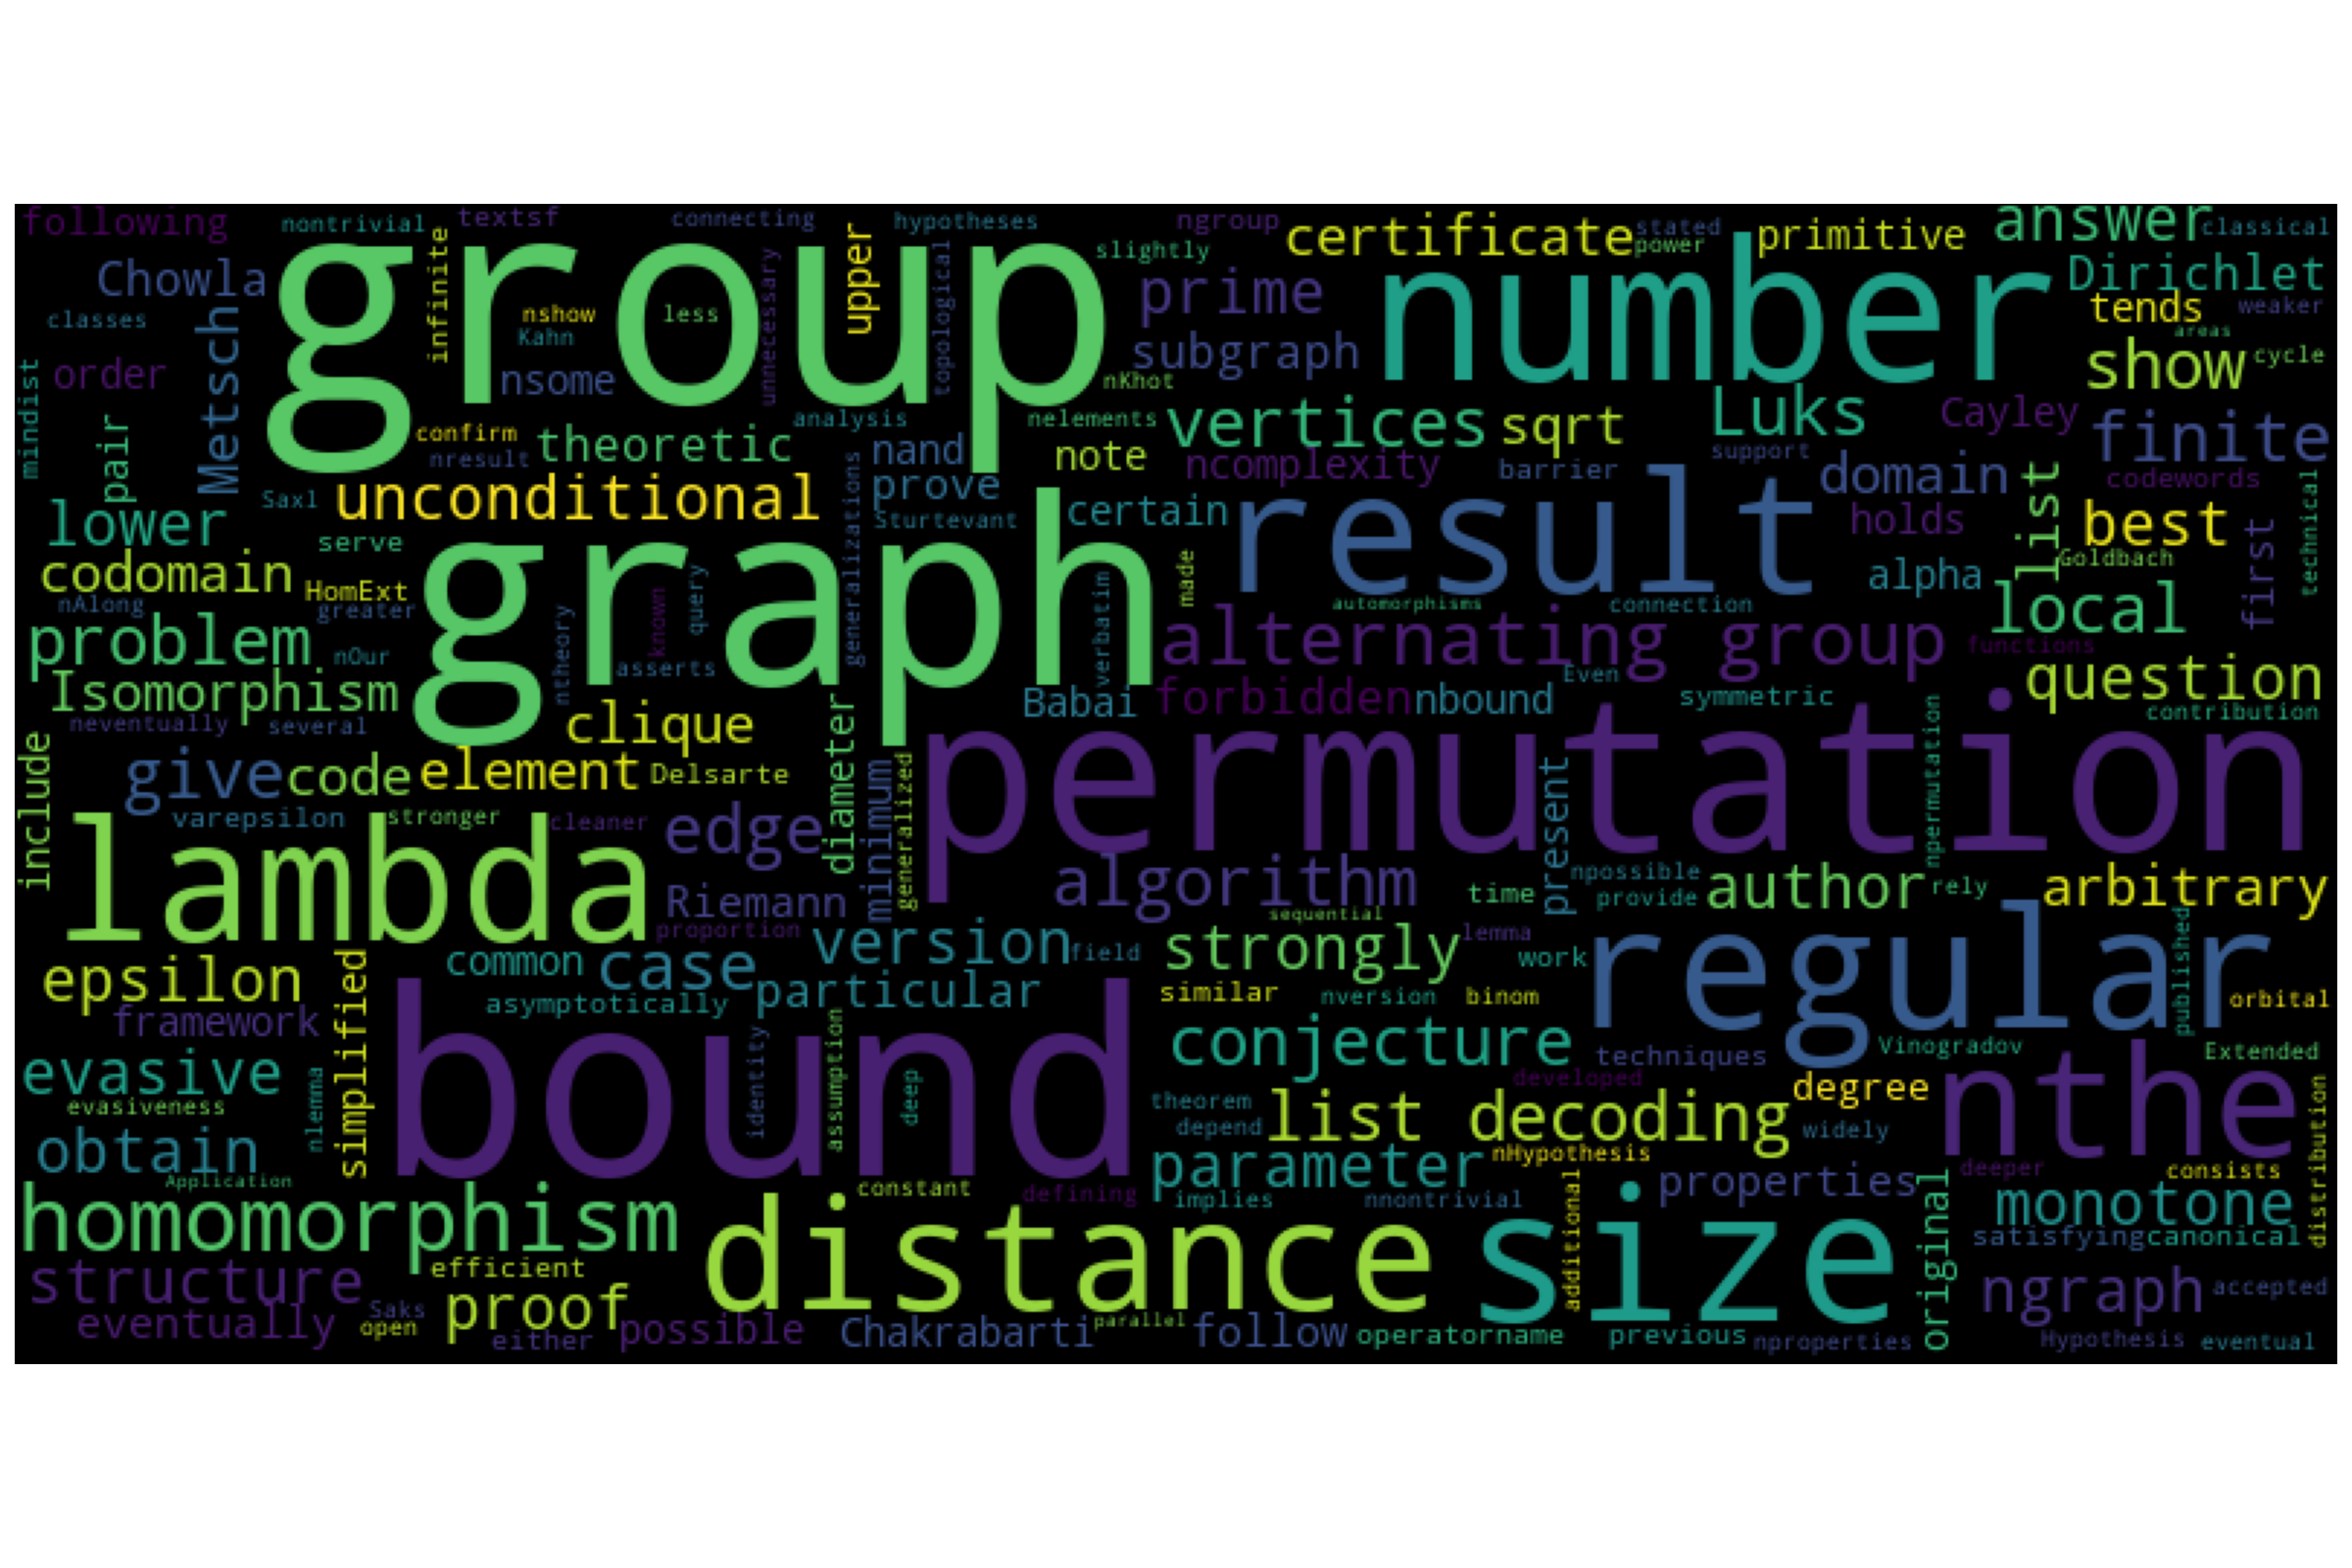 following
nontrivial
textsf
connecting
hypotheses
ngroup
certificate
stated
power
primitive
answer
classical
Chowla
group
infinite
unnecessary
upper
topological
slightly
prime
number
Dirichlet
classes
Metsch
nshow
Kahn
less
tends
weaker
areas
order
nsome
subgraph
nKhot
show
cycle
mindist
pair
confirm
nresult
theoretic
analysis
nand
nelements
note
vertices
sqrt
Luks
Cayley
finite
ncomplexity
barrier
support
domain
codewords
Saxl
unconditional
prove
generalizations
Sturtevant
certain
result
holds
list
best
technical
lower
serve
graph
made
alpha
Goldbach
first
codomain
HomExt
nAlong
greater
ntheory
known
query
verbatim
automorphisms
connection
local
problem
nOur
asserts
alternating group
functions
Isomorphism
neventually
several
clique
diameter
Babai
forbidden
nbound
Even
symmetric
question
contribution
include
give
code
element
Delsarte
minimum
generalized
permutation
present
npermutation
varepsilon
stronger
cleaner
edge
lambda
Riemann
proportion
algorithm
sequential
time
npossible
provide
author
rely
arbitrary
epsilon
simplified
common
case
version
field
strongly
lemma
work
regular
published
framework
asymptotically
particular
similar
nversion
binom
orbital
evasive
evasiveness
nlemma
bound
identity
assumption
deep
conjecture
techniques
developed
Vinogradov
Extended
degree
nthe
distribution
obtain
Application
theorem
depend
list decoding
widely
parameter
nHypothesis
properties
deeper
consists
homomorphism
constant
defining
implies
nnontrivial
additional
original
monotone
satisfying
canonical
structure
efficient
distance
size
ngraph
accepted
eventually
Saks
open
proof
either
possible
Chakrabarti
parallel
follow
operatorname
previous
nproperties
Hypothesis
eventual